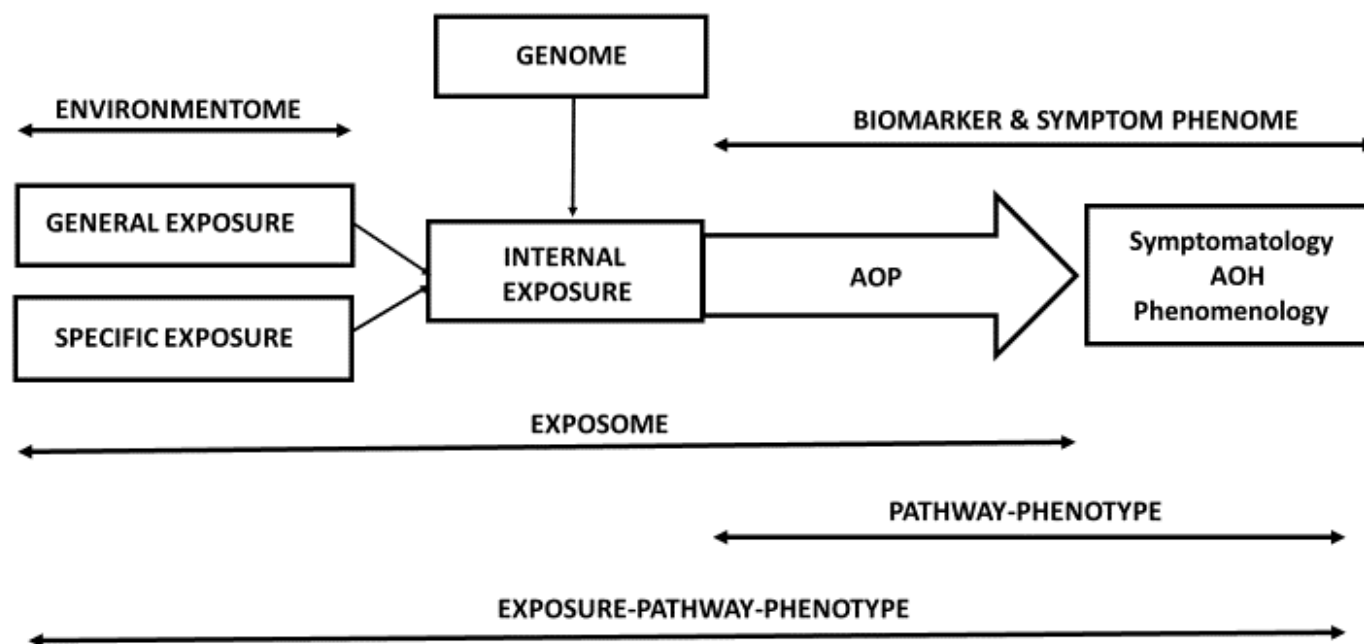 GENOME
ENVIRONMENTOME
BIOMARKER & SYMPTOM PHENOME
GENERAL EXPOSURE
SPECIFIC EXPOSURE
INTERNAL
EXPOSURE
AOP
Symptomatology
AOH
Phenomenology
EXPOSOME
PATHWAY-PHENOTYPE
EXPOSURE-PATHWAY-PHENOTYPE